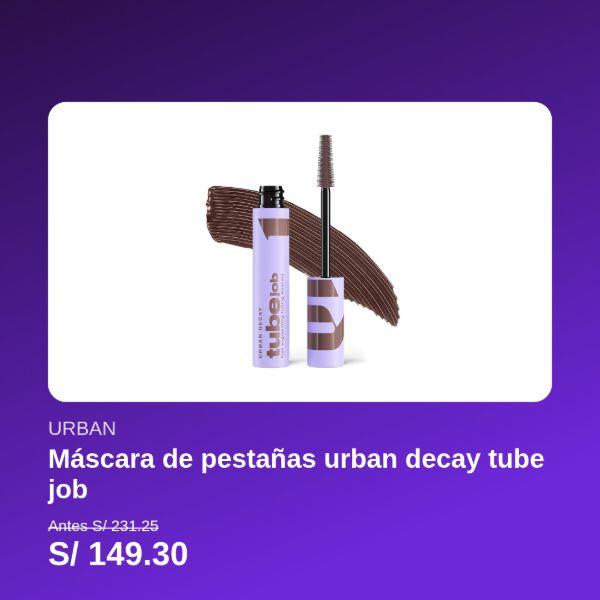 URBAN DECAY
tubejob
URBAN
Máscara de pestañas urban decay tube
job
Antes S/ 231.25
S/ 149.30